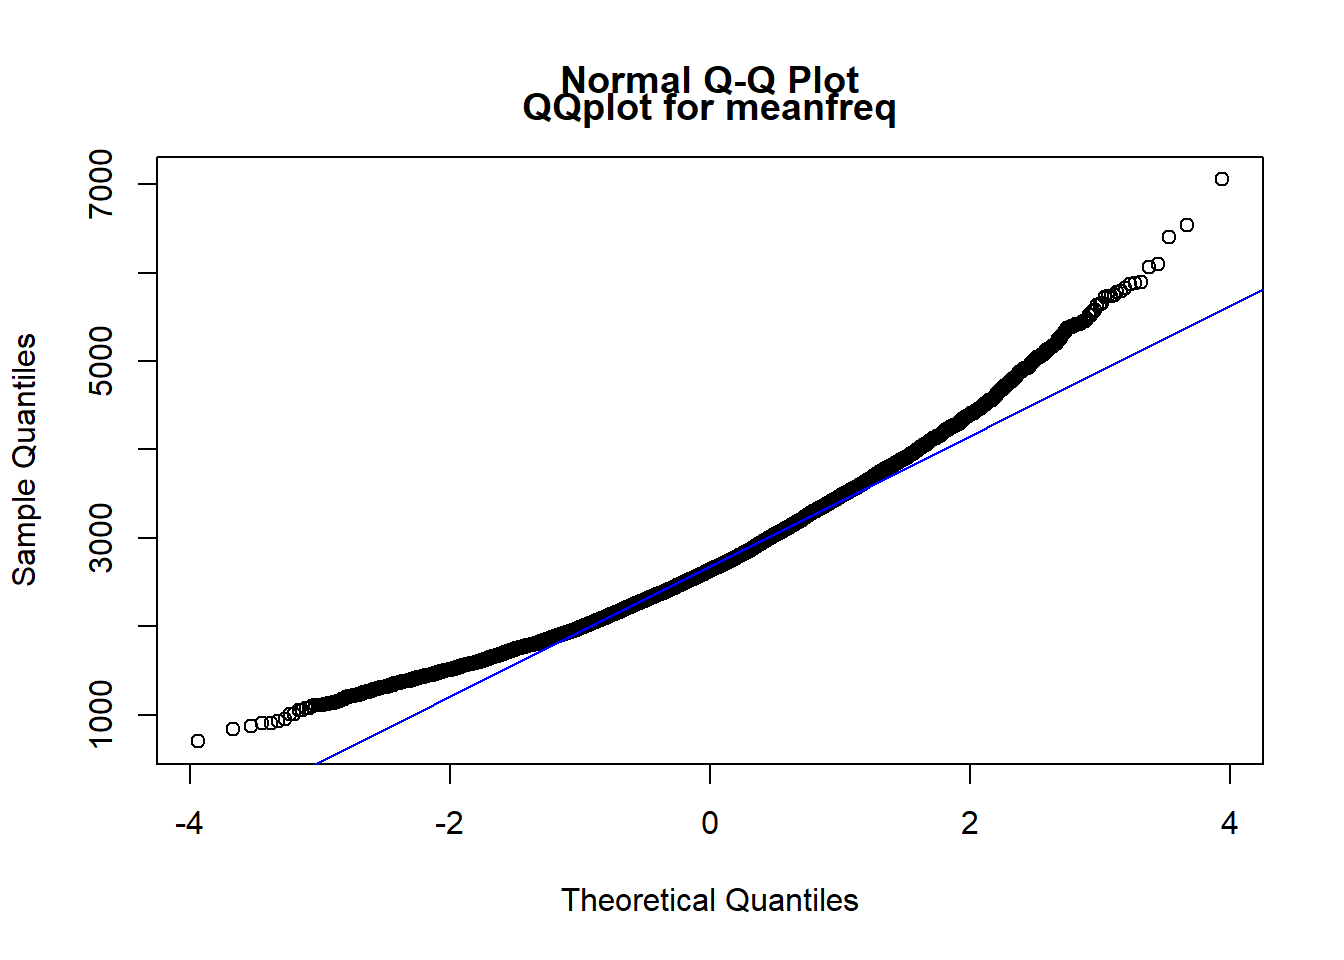 Normal Q-Q Plot
QQplot for meanfreq
7000
5000
3000
1000
Sample Quantiles
-4 -2 0 2 4
Theoretical Quantiles